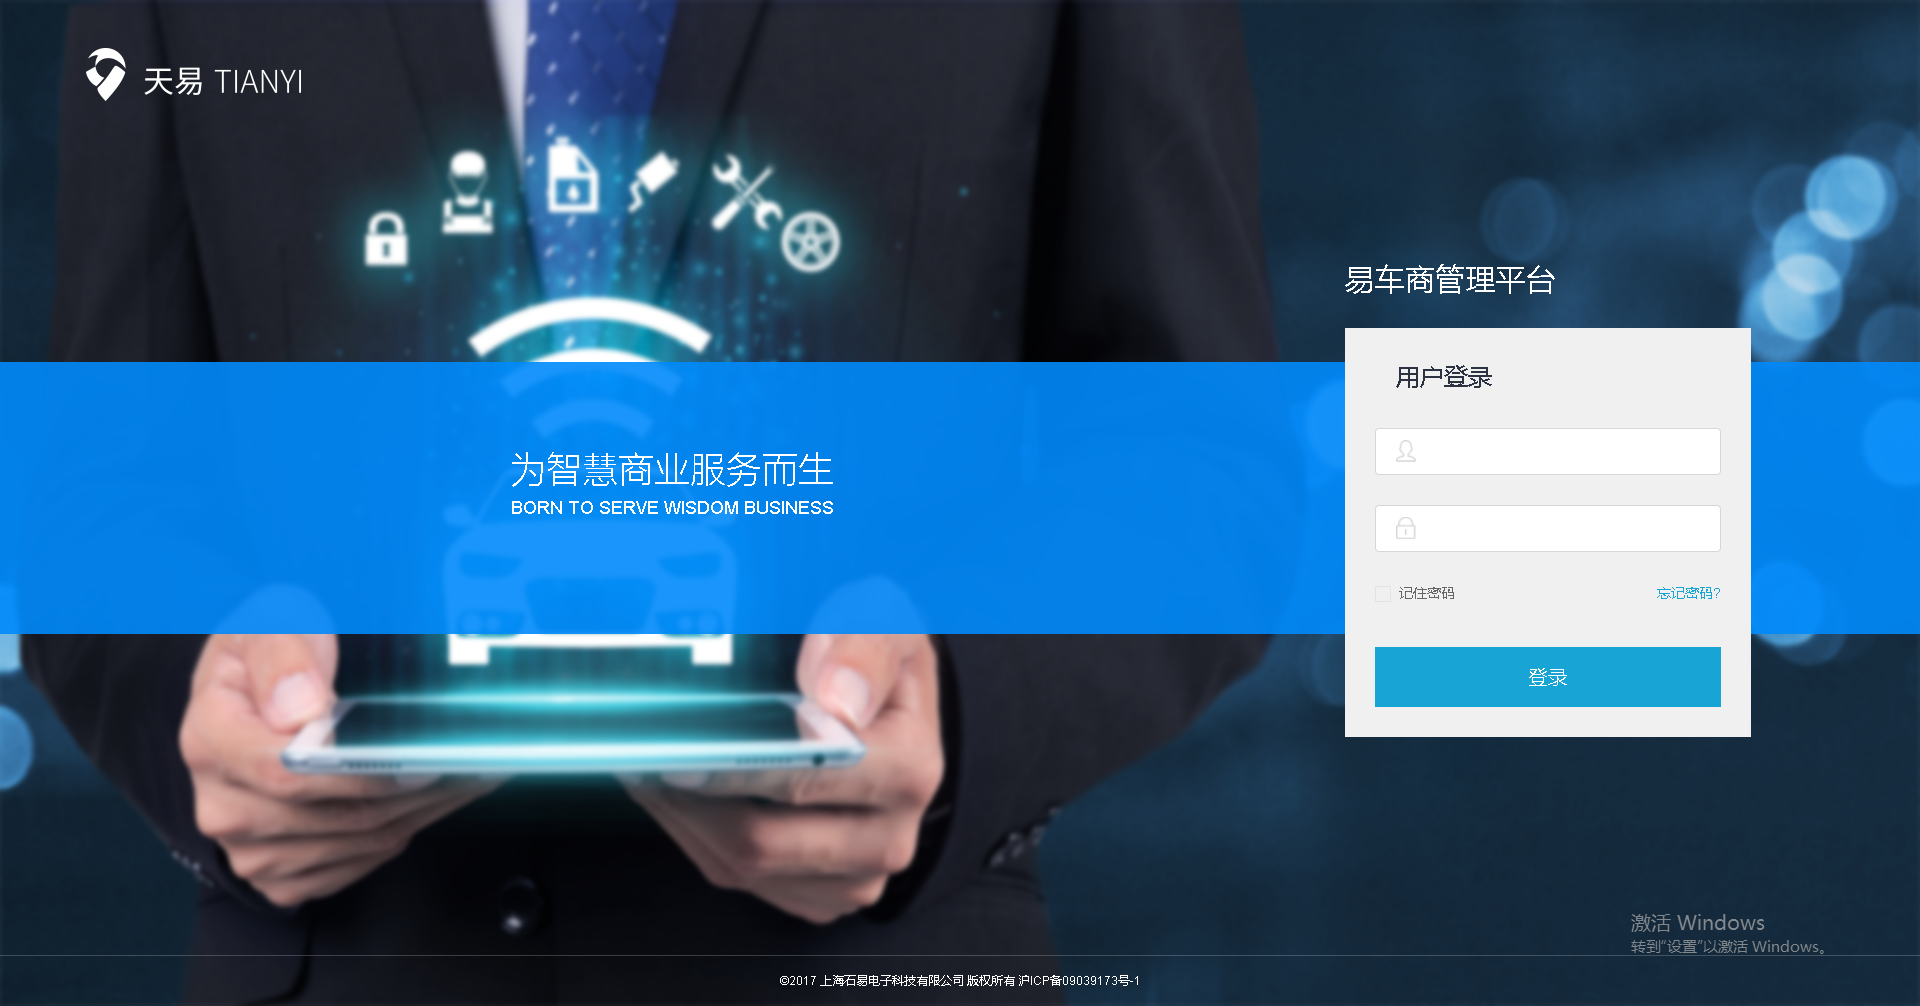 天易 TIANYI
易车商管理平台
用户登录
为智慧商业服务而生
BORN TO SERVE WISDOM BUSINESS
记住密码
忘记密码?
登录
激活 Windows
转到“设置”以激活 Windows。
©2017 上海石易电子科技有限公司 版权所有 沪ICP备09039173号-1